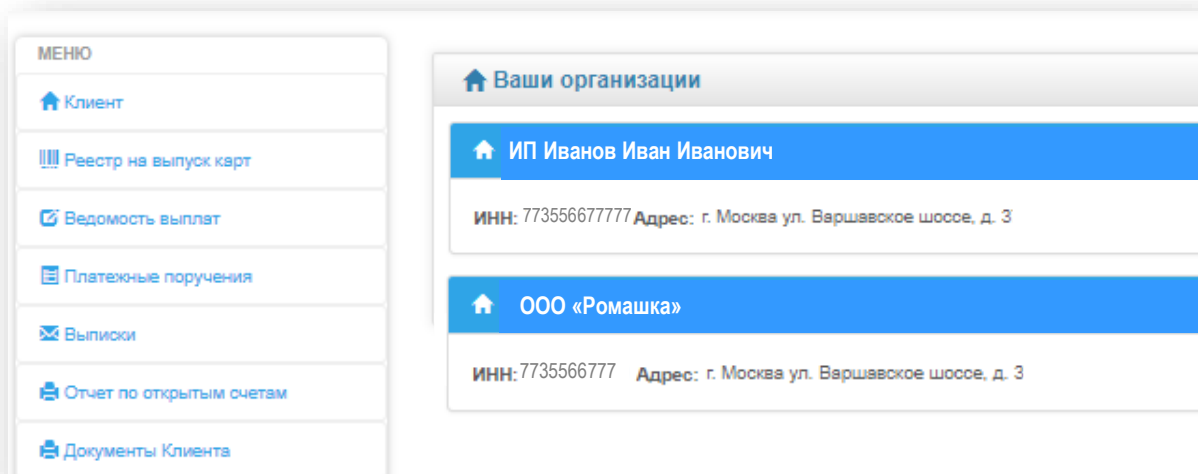 МЕНЮ
Клиент
Реестр на выпуск карт
Ведомость выплат
Платежные поручения
Выписки
Отчет по открытым счетам
Документы Клиента
Ваши организации
ИП Иванов Иван Иванович
ИНН: 773556677777 Адрес: г. Москва ул. Варшавское шоссе, д. 3
ООО «Ромашка»
ИНН: 7735566777 Адрес: г. Москва ул. Варшавское шоссе, д. 3